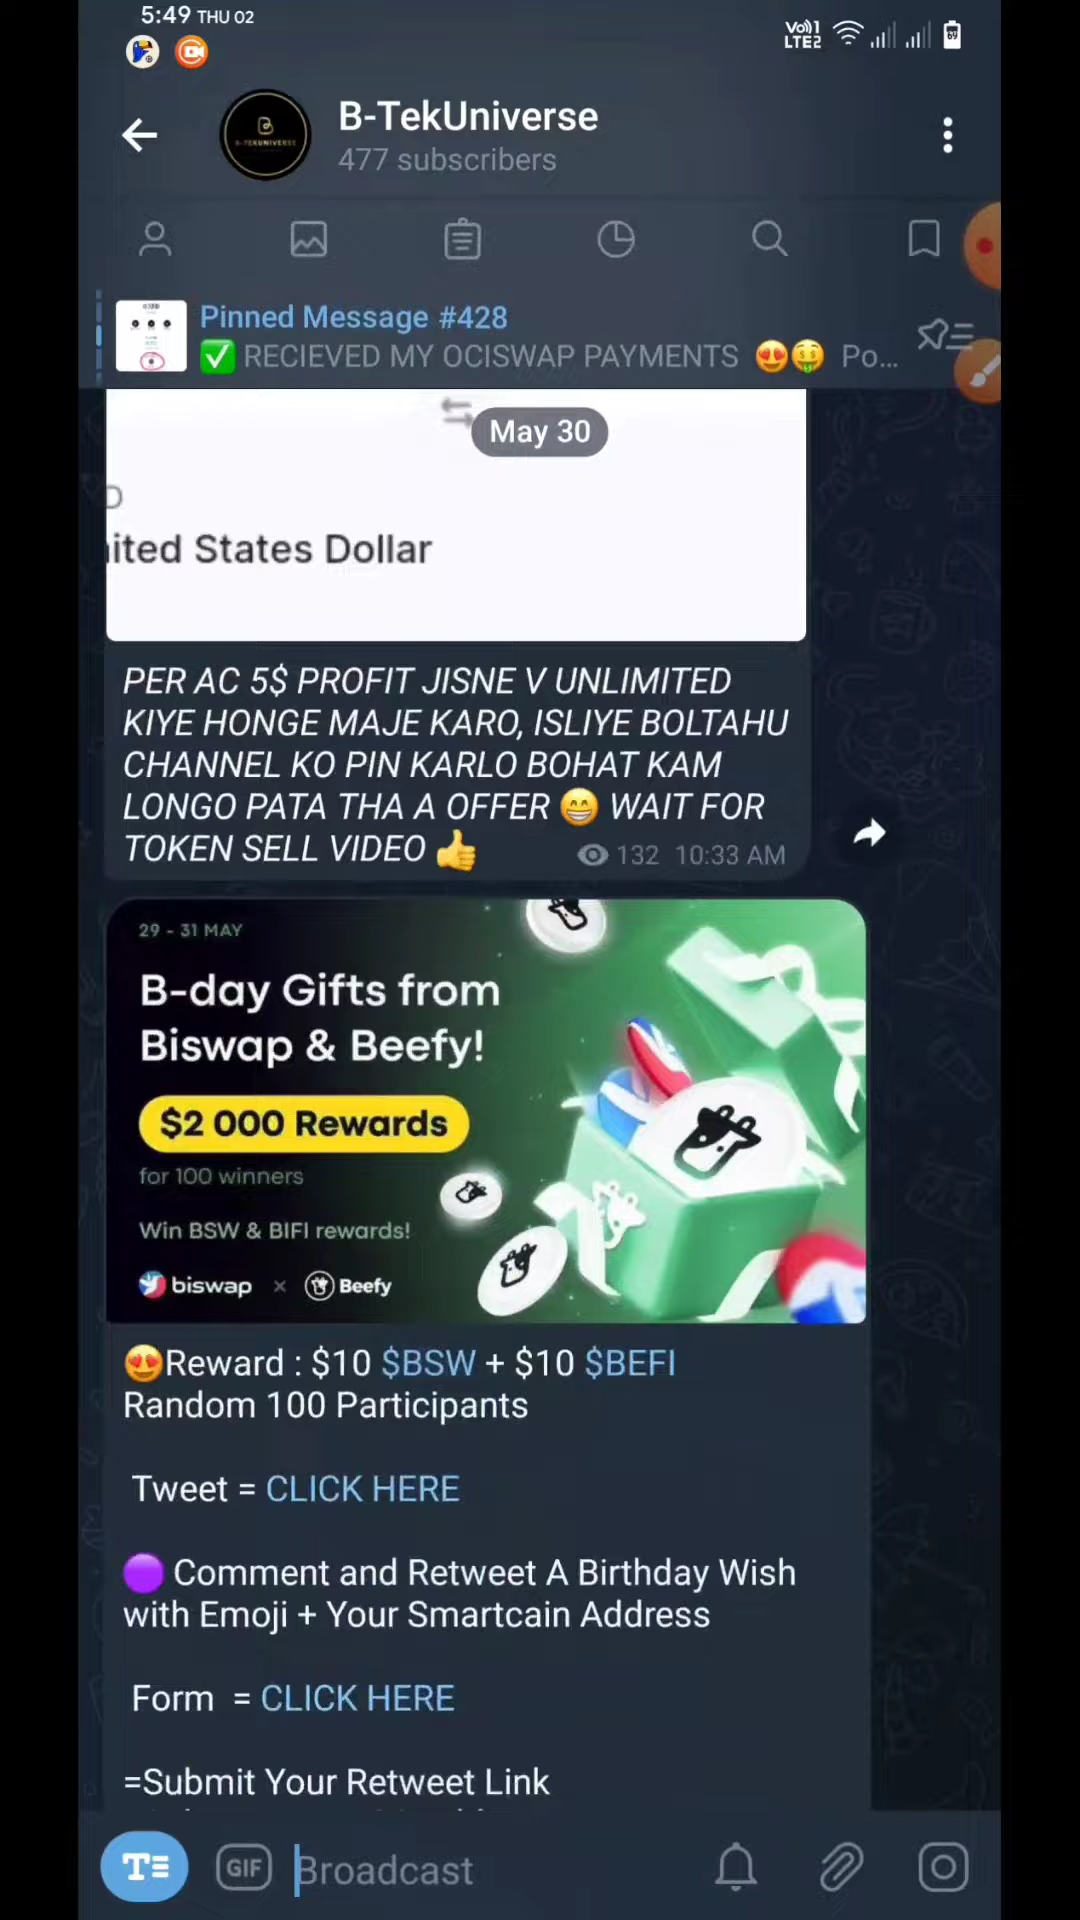 5:49 THU 02
Vo)) 1
LTE2
69
B-TekUniverse
477 subscribers
B-TEKUNIVERSE
Pinned Message #428
✅ RECIEVED MY OCISWAP PAYMENTS 😍🤑 Po...
May 30
D
ited States Dollar
PER AC 5$ PROFIT JISNE V UNLIMITED
KIYE HONGE MAJE KARO, ISLIYE BOLTAHU
CHANNEL KO PIN KARLO BOHAT KAM
LONGO PATA THA A OFFER 😁 WAIT FOR
TOKEN SELL VIDEO 👍 132 10:33 AM
29 - 31 MAY
B-day Gifts from
Biswap & Beefy!
$2 000 Rewards
for 100 winners
Win BSW & BIFI rewards!
biswap x Beefy
😍Reward : $10 $BSW + $10 $BEFI
Random 100 Participants
Tweet = CLICK HERE
🟣 Comment and Retweet A Birthday Wish
with Emoji + Your Smartcain Address
Form = CLICK HERE
=Submit Your Retweet Link
T
GIF
Broadcast